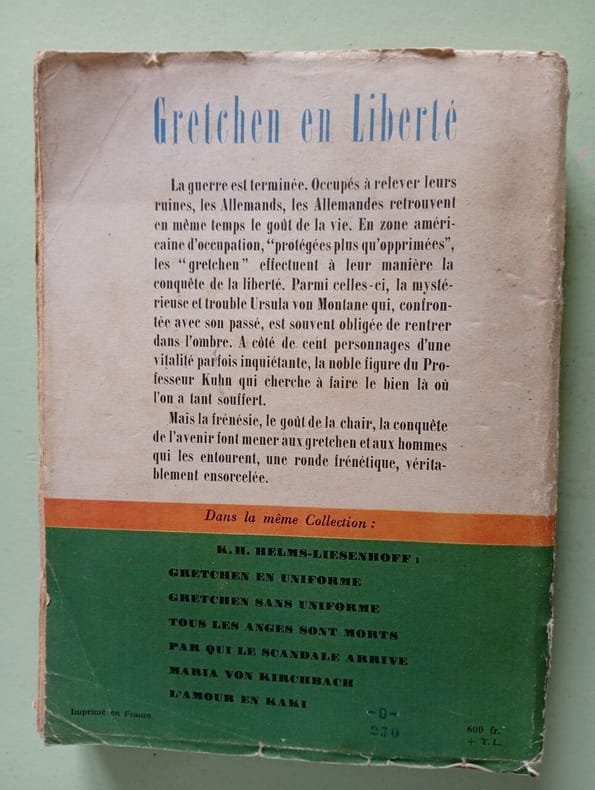 Gretchen en Liberté
La guerre est terminée. Occupés à relever leurs
ruines, les Allemands, les Allemandes retrouvent
en même temps le goût de la vie. En zone améri-
caine d'occupation, "protégées plus qu'opprimées",
les "gretchen" effectuent à leur manière la
conquête de la liberté. Parmi celles-ci, la mysté-
rieuse et trouble Ursula von Montane qui, confron-
tée avec son passé, est souvent obligée de rentrer
dans l'ombre. A côté de cent personnages d'une
vitalité parfois inquiétante, la noble figure du Pro-
fesseur Kuhn qui cherche à faire le bien là où
l'on a tant souffert.
Mais la frénésie, le goût de la chair, la conquête
de l'avenir font mener aux gretchen et aux hommes
qui les entourent, une ronde frénétique, vérita-
blement ensorcelée.
Dans la même Collection :
K. H. HELMS-LIESENHOFF :
GRETCHEN EN UNIFORME
GRETCHEN SANS UNIFORME
TOUS LES ANGES SONT MORTS
PAR QUI LE SCANDALE ARRIVE
MARIA VON KIRCHBACH
L'AMOUR EN KAKI
Imprimé en France
-0-
270
600 fr.
+ T. L.